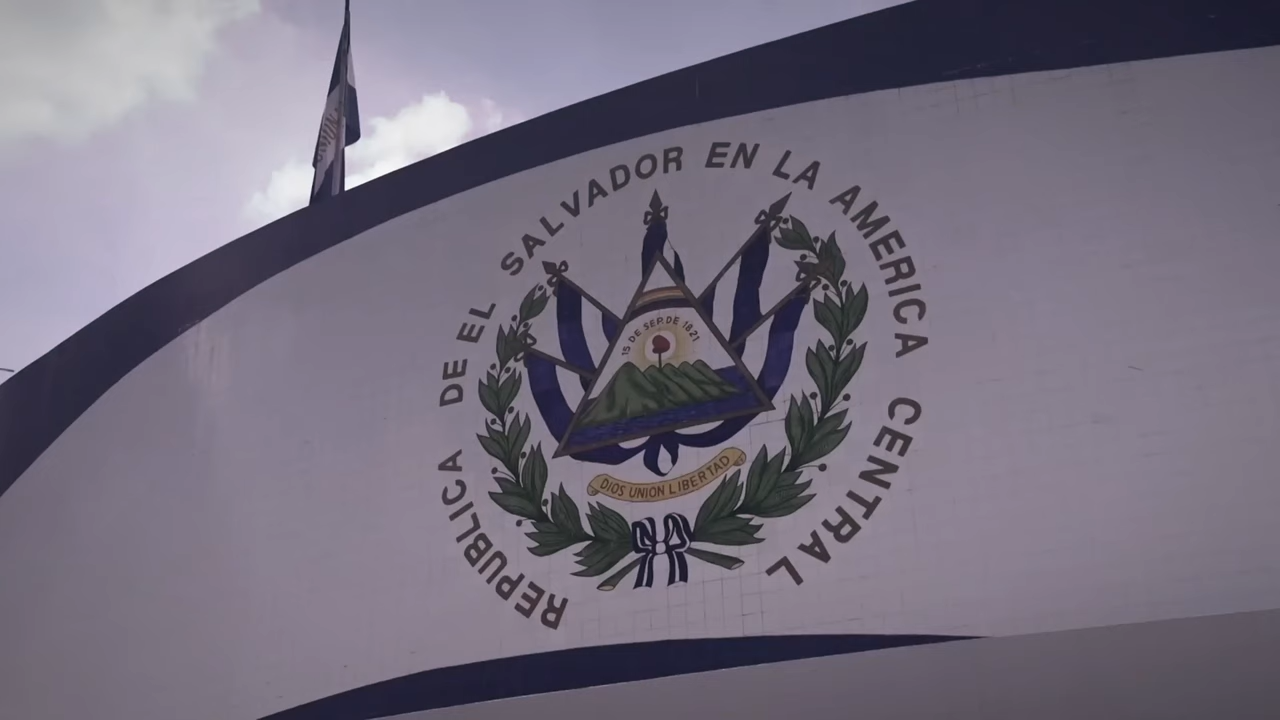 REPUBLICA DE EL SALVADOR EN LA AMERICA CENTRAL
15 DE SEP. DE 1821
DIOS UNION LIBERTAD